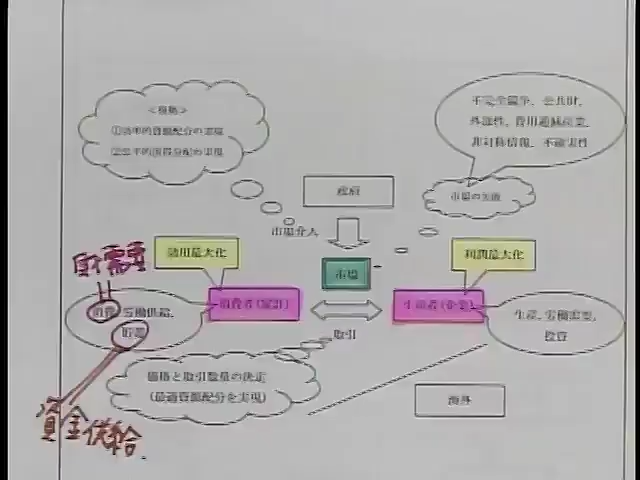 <役割>
①効率的資源配分の実現
②公平的所得分配の実現
不完全競争、公共財、
外部性、費用逓減産業、
非対称情報、不確実性
市場の失敗
政府
市場介入
効用最大化
利潤最大化
市場
財需要
消費、労働供給、
貯蓄
消費者(家計)
生産者(企業)
取引
生産、労働需要、
投資
価格と取引数量の決定
(最適資源配分を実現)
海外
資金供給